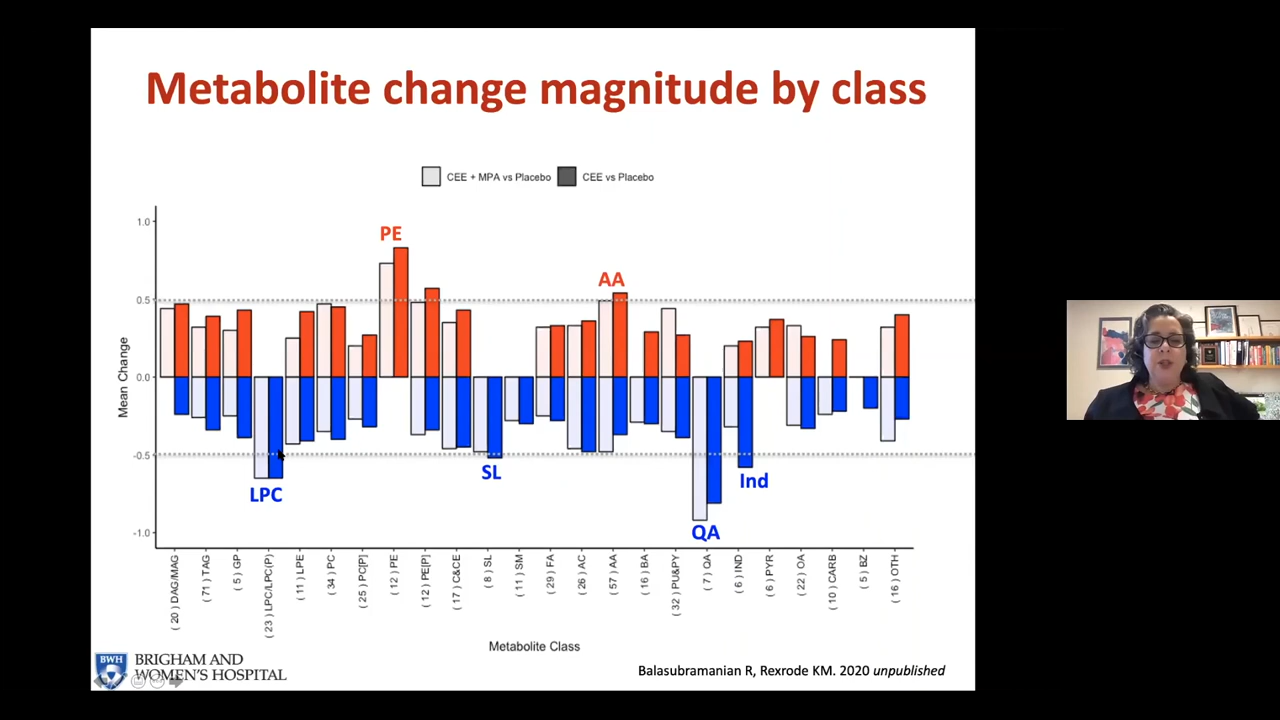 Metabolite change magnitude by class
CEE + MPA vs Placebo
CEE vs Placebo
Mean Change
1.0
0.5
0.0
-0.5
-1.0
PE
AA
LPC
SL
QA
Ind
( 20 ) DAG/MAG
( 71 ) TAG
( 5 ) GP
( 23 ) LPC/LPC(P)
( 11 ) LPE
( 34 ) PC
( 25 ) PC[P]
( 12 ) PE
( 12 ) PE[P]
( 17 ) C&CE
( 8 ) SL
( 11 ) SM
( 29 ) FA
( 26 ) AC
( 57 ) AA
( 16 ) BA
( 32 ) PU&PY
( 7 ) QA
( 6 ) IND
( 6 ) PYR
( 22 ) OA
( 10 ) CARB
( 5 ) BZ
( 16 ) OTH
Metabolite Class
BWH
BRIGHAM AND
WOMEN'S HOSPITAL
Balasubramanian R, Rexrode KM. 2020 unpublished